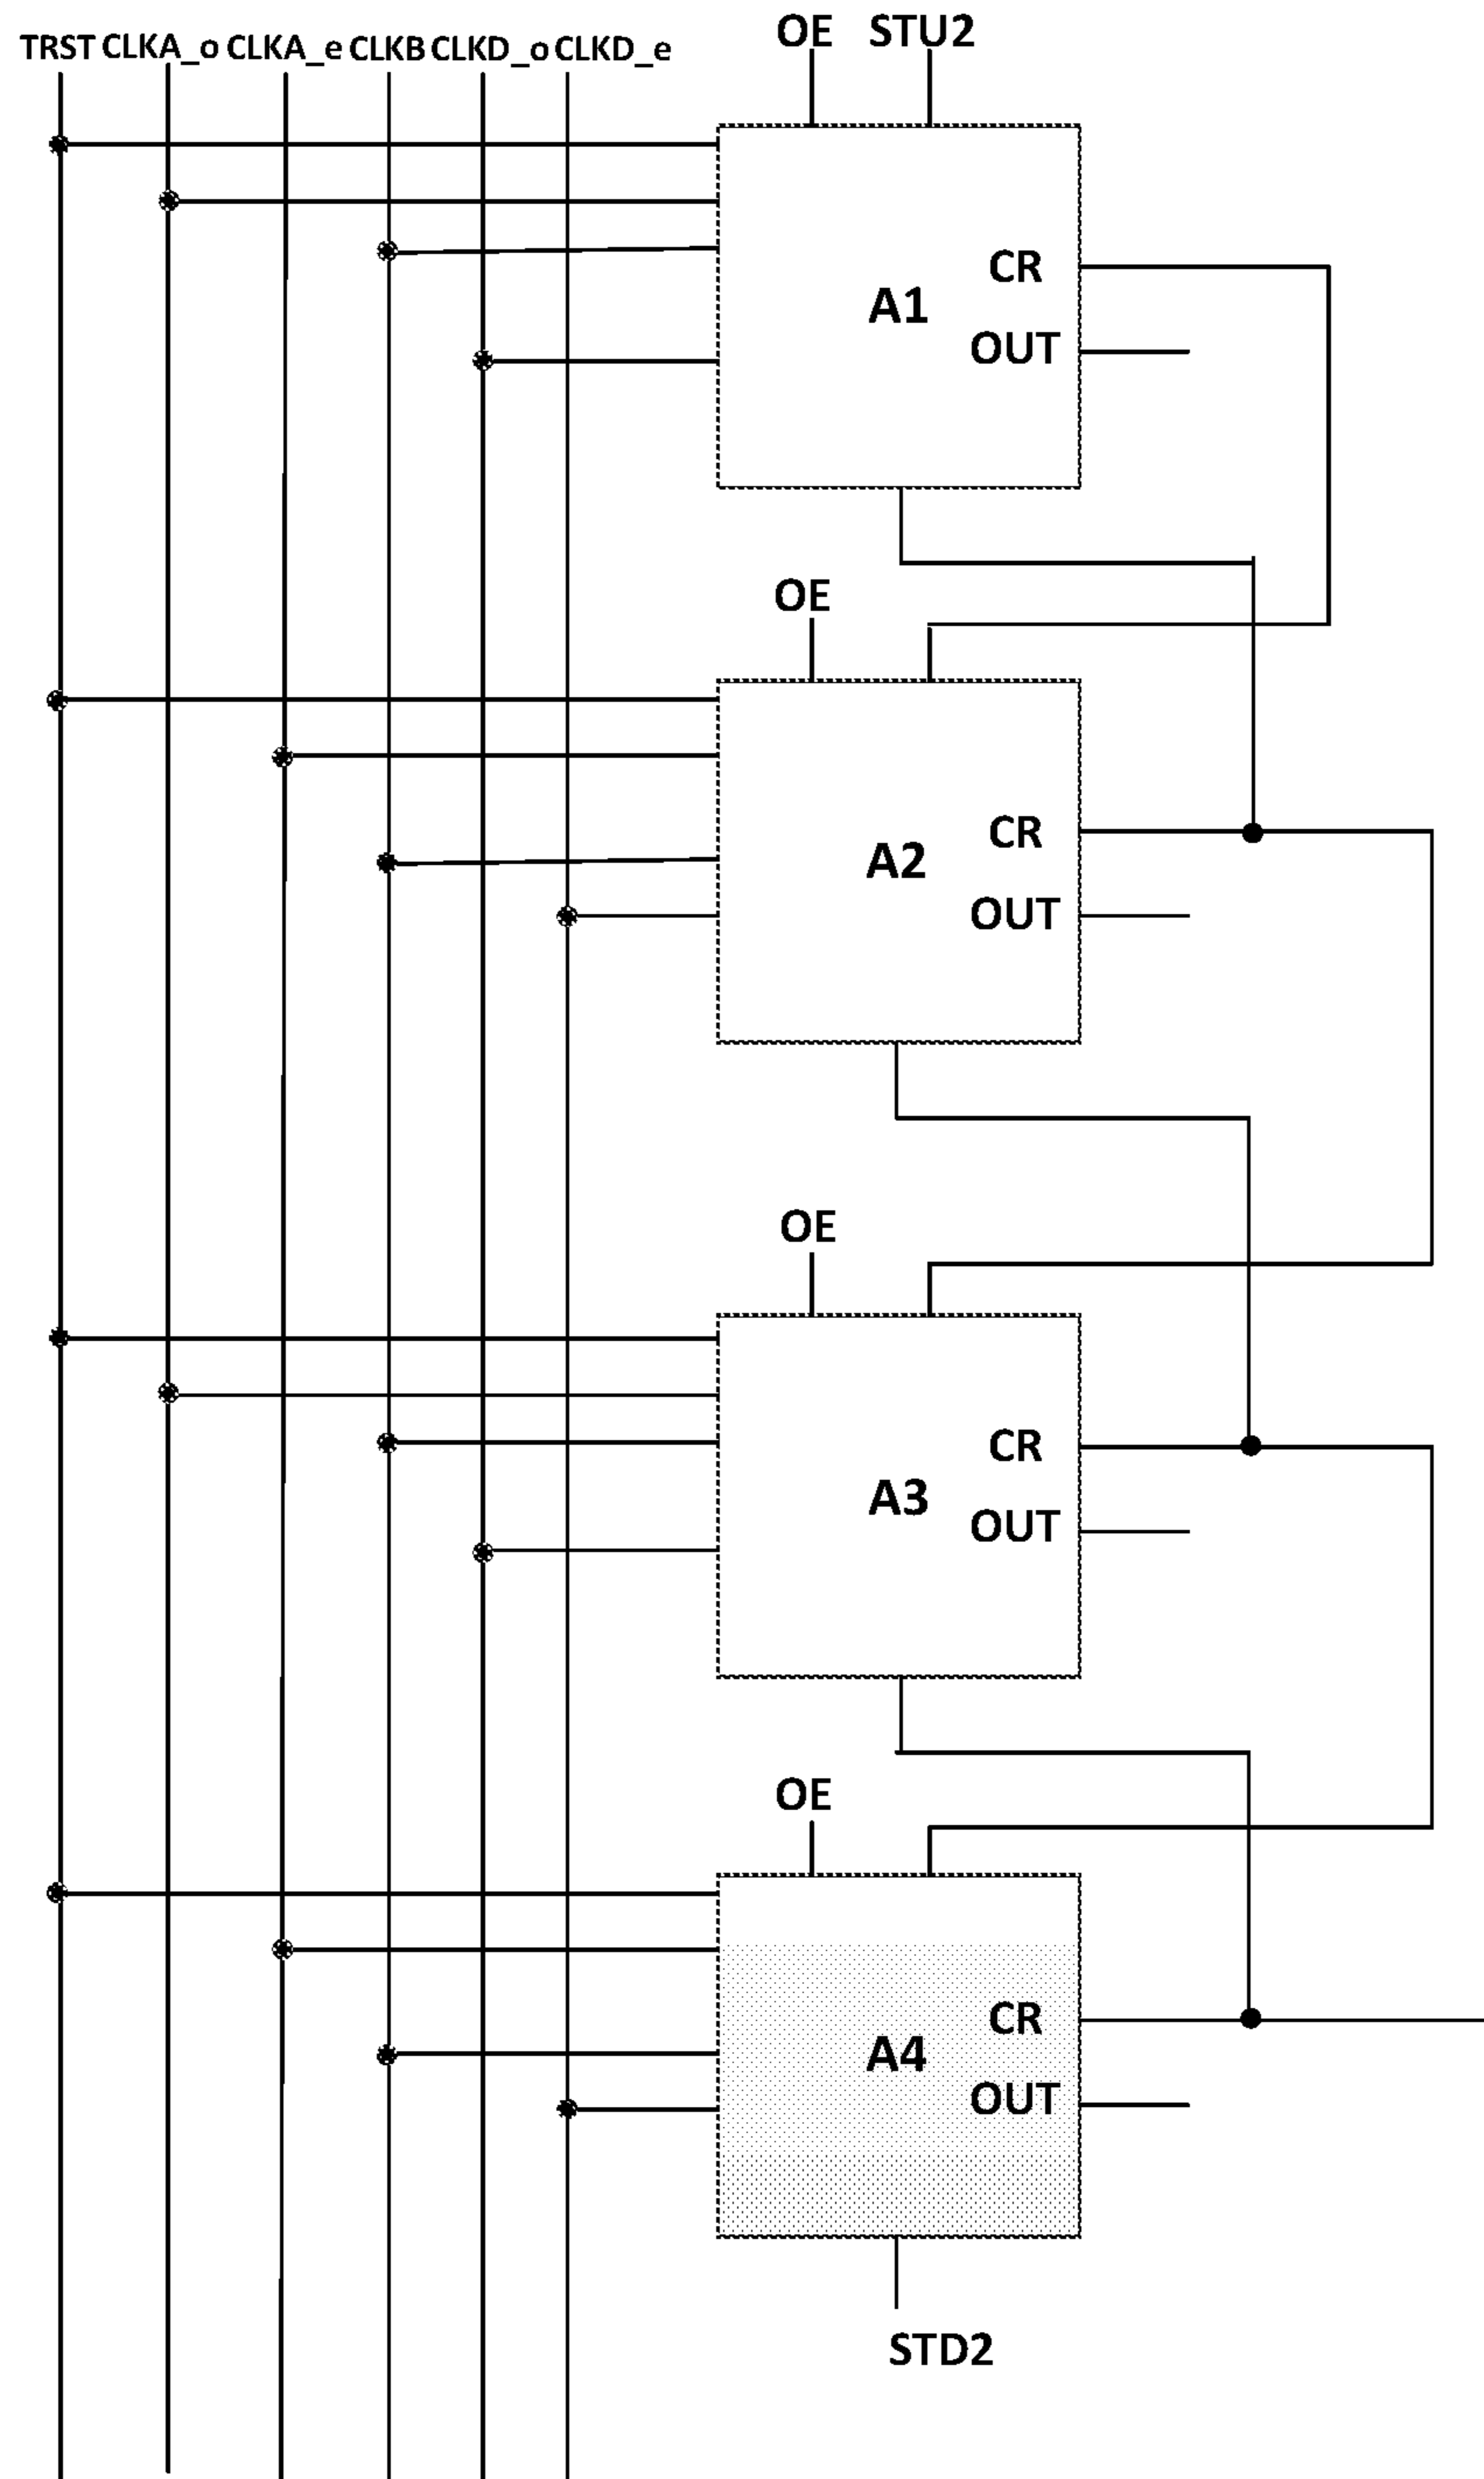 TRST CLKA_o CLKA_e CLKB CLKD_o CLKD_e
OE STU2
CR
A1
OUT
OE
CR
A2
OUT
OE
CR
A3
OUT
OE
CR
A4
OUT
STD2